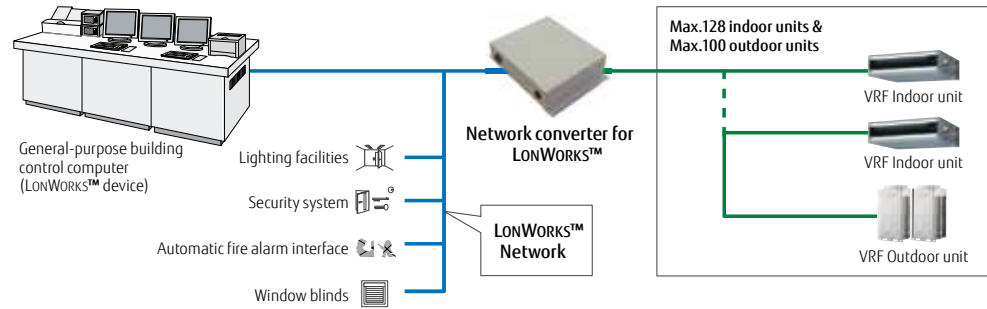 Max.128 indoor units &
Max.100 outdoor units
VRF Indoor unit
Network converter for
LONWORKS™
VRF Indoor unit
General-purpose building
control computer
(LONWORKS™ device)
Lighting facilities
Security system
LONWORKS™
Network
Automatic fire alarm interface
VRF Outdoor unit
Window blinds